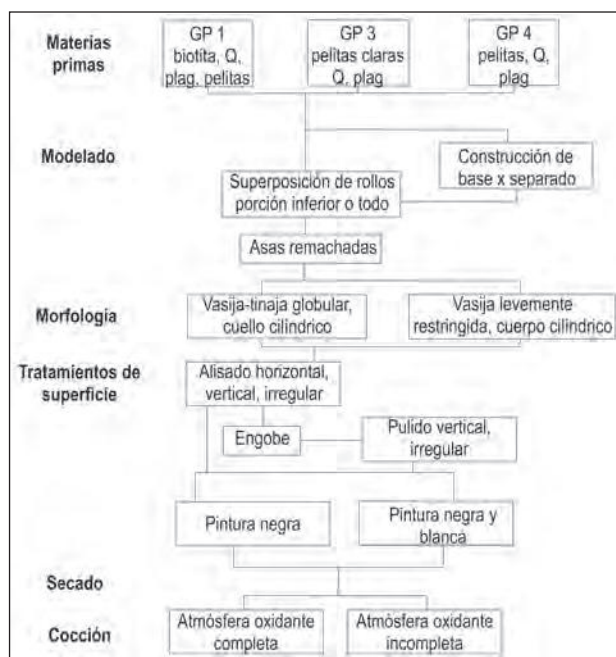 Materias
primas
GP 1
biotita, Q,
plag, pelitas
GP 3
pelitas claras
Q, plag
GP 4
pelitas, Q,
plag
Modelado
Construcción de
base x separado
Superposición de rollos
porción inferior o todo
Asas remachadas
Morfología
Vasija-tinaja globular,
cuello cilíndrico
Vasija levemente
restringida, cuerpo cilíndrico
Tratamientos de
superficie
Alisado horizontal,
vertical, irregular
Engobe
Pulido vertical,
irregular
Pintura negra
Pintura negra y
blanca
Secado
Cocción
Atmósfera oxidante
completa
Atmósfera oxidante
incompleta